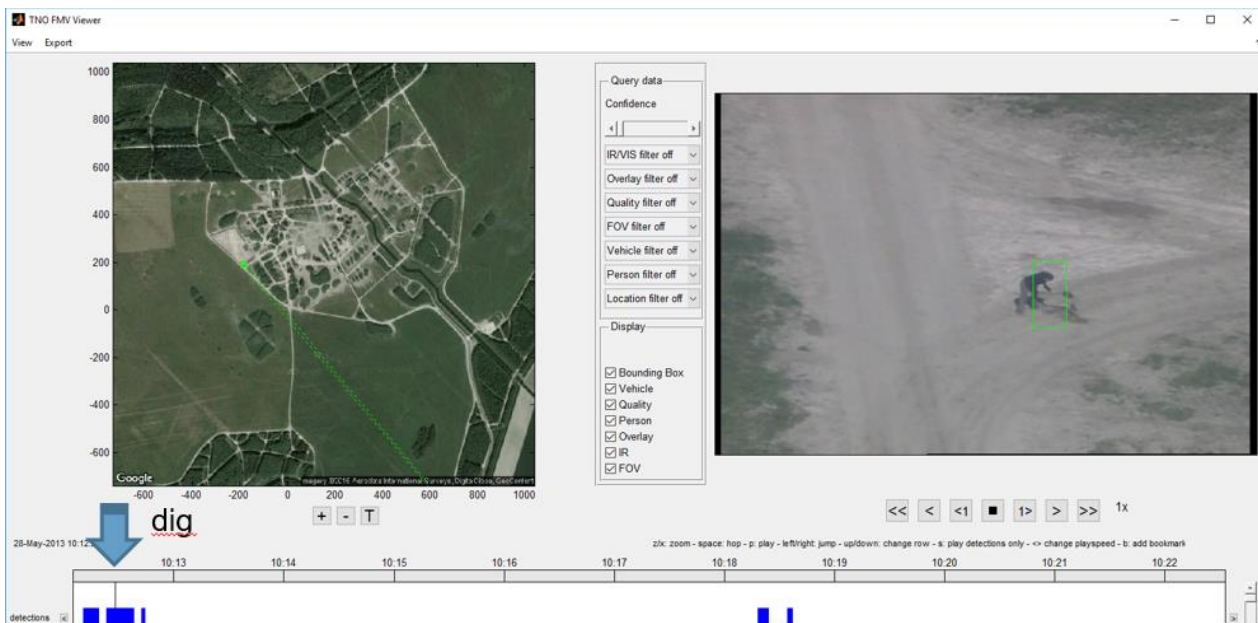 TNO FMV Viewer
View Export
1000
800
600
400
200
0
-200
-400
-600
-600 -400 -200 0 200 400 600 800 1000
Google
+ - T
Query data
Confidence
IR/VIS filter off
Overlay filter off
Quality filter off
FOV filter off
Vehicle filter off
Person filter off
Location filter off
Display
Bounding Box
Vehicle
Quality
Person
Overlay
IR
FOV
<< < <1 ■ 1> > >> 1x
dig
28-May-2013 10:12:
z/x: zoom - space: hop - p: play - left/right: jump - up/down: change row - s: play detections only - <> change playspeed - b: add bookmark
10:13 10:14 10:15 10:16 10:17 10:18 10:19 10:20 10:21 10:22
detections